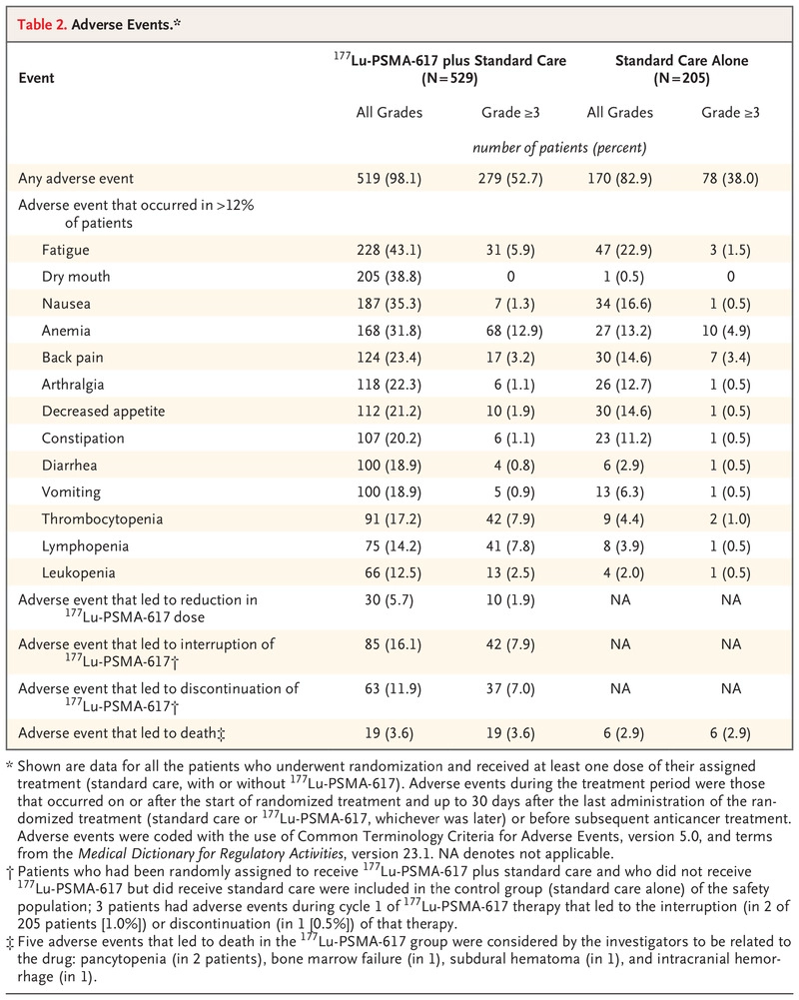 Table 2. Adverse Events.*
Event 177Lu-PSMA-617 plus Standard Care (N=529) Standard Care Alone (N=205)
All Grades Grade ≥3 All Grades Grade ≥3
number of patients (percent)
Any adverse event 519 (98.1) 279 (52.7) 170 (82.9) 78 (38.0)
Adverse event that occurred in >12%
of patients
Fatigue 228 (43.1) 31 (5.9) 47 (22.9) 3 (1.5)
Dry mouth 205 (38.8) 0 1 (0.5) 0
Nausea 187 (35.3) 7 (1.3) 34 (16.6) 1 (0.5)
Anemia 168 (31.8) 68 (12.9) 27 (13.2) 10 (4.9)
Back pain 124 (23.4) 17 (3.2) 30 (14.6) 7 (3.4)
Arthralgia 118 (22.3) 6 (1.1) 26 (12.7) 1 (0.5)
Decreased appetite 112 (21.2) 10 (1.9) 30 (14.6) 1 (0.5)
Constipation 107 (20.2) 6 (1.1) 23 (11.2) 1 (0.5)
Diarrhea 100 (18.9) 4 (0.8) 6 (2.9) 1 (0.5)
Vomiting 100 (18.9) 5 (0.9) 13 (6.3) 1 (0.5)
Thrombocytopenia 91 (17.2) 42 (7.9) 9 (4.4) 2 (1.0)
Lymphopenia 75 (14.2) 41 (7.8) 8 (3.9) 1 (0.5)
Leukopenia 66 (12.5) 13 (2.5) 4 (2.0) 1 (0.5)
Adverse event that led to reduction in 30 (5.7) 10 (1.9) NA NA
177Lu-PSMA-617 dose
Adverse event that led to interruption of 85 (16.1) 42 (7.9) NA NA
177Lu-PSMA-617†
Adverse event that led to discontinuation of 63 (11.9) 37 (7.0) NA NA
177Lu-PSMA-617†
Adverse event that led to death‡ 19 (3.6) 19 (3.6) 6 (2.9) 6 (2.9)
* Shown are data for all the patients who underwent randomization and received at least one dose of their assigned
treatment (standard care, with or without 177Lu-PSMA-617). Adverse events during the treatment period were those
that occurred on or after the start of randomized treatment and up to 30 days after the last administration of the ran-
domized treatment (standard care or 177Lu-PSMA-617, whichever was later) or before subsequent anticancer treatment.
Adverse events were coded with the use of Common Terminology Criteria for Adverse Events, version 5.0, and terms
from the Medical Dictionary for Regulatory Activities, version 23.1. NA denotes not applicable.
† Patients who had been randomly assigned to receive 177Lu-PSMA-617 plus standard care and who did not receive
177Lu-PSMA-617 but did receive standard care were included in the control group (standard care alone) of the safety
population; 3 patients had adverse events during cycle 1 of 177Lu-PSMA-617 therapy that led to the interruption (in 2 of
205 patients [1.0%]) or discontinuation (in 1 [0.5%]) of that therapy.
‡ Five adverse events that led to death in the 177Lu-PSMA-617 group were considered by the investigators to be related to
the drug: pancytopenia (in 2 patients), bone marrow failure (in 1), subdural hematoma (in 1), and intracranial hemor-
rhage (in 1).